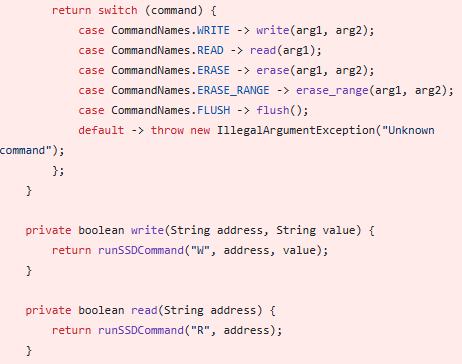 return switch (command) {
case CommandNames.WRITE -> write(arg1, arg2);
case CommandNames.READ -> read(arg1);
case CommandNames.ERASE -> erase(arg1, arg2);
case CommandNames.ERASE_RANGE -> erase_range(arg1, arg2);
case CommandNames.FLUSH -> flush();
default -> throw new IllegalArgumentException("Unknown
command");
};
}
private boolean write(String address, String value) {
return runSSDCommand("W", address, value);
}
private boolean read(String address) {
return runSSDCommand("R", address);
}